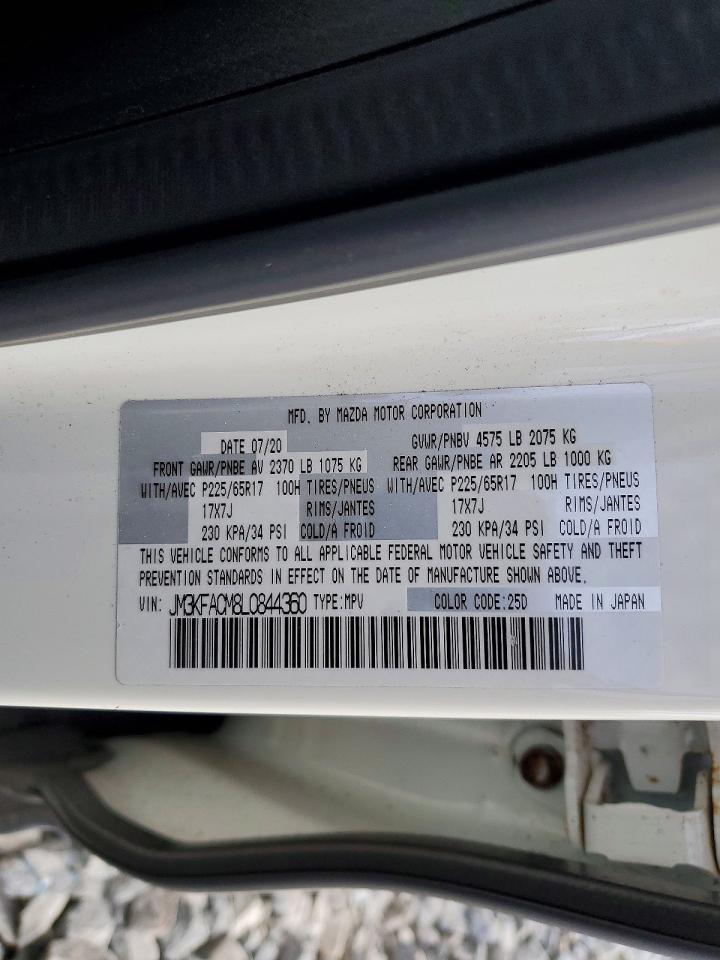 MFD. BY MAZDA MOTOR CORPORATION
DATE 07/20 GVWR/PNBV 4575 LB 2075 KG
FRONT GAWR/PNBE AV 2370 LB 1075 KG REAR GAWR/PNBE AR 2205 LB 1000 KG
WITH/AVEC P225/65R17 100H TIRES/PNEUS WITH/AVEC P225/65R17 100H TIRES/PNEUS
17X7J RIMS/JANTES 17X7J RIMS/JANTES
230 KPA/34 PSI COLD/A FROID 230 KPA/34 PSI COLD/A FROID
THIS VEHICLE CONFORMS TO ALL APPLICABLE FEDERAL MOTOR VEHICLE SAFETY AND THEFT
PREVENTION STANDARDS IN EFFECT ON THE DATE OF MANUFACTURE SHOWN ABOVE.
VIN: JM3KFACM8L0844360 TYPE:MPV COLOR CODE:25D MADE IN JAPAN